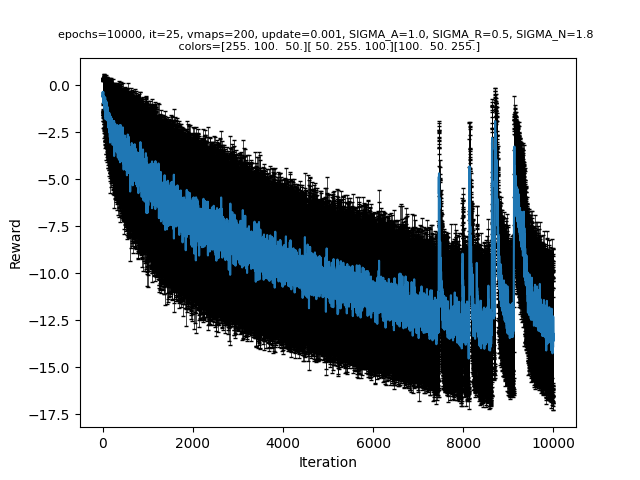 epochs=10000, it=25, vmaps=200, update=0.001, SIGMA_A=1.0, SIGMA_R=0.5, SIGMA_N=1.8
colors=[255. 100.  50.][ 50. 255. 100.][100.  50. 255.]
0.0
−2.5
−5.0
−7.5
−10.0
−12.5
−15.0
−17.5
Reward
0 2000 4000 6000 8000 10000
Iteration